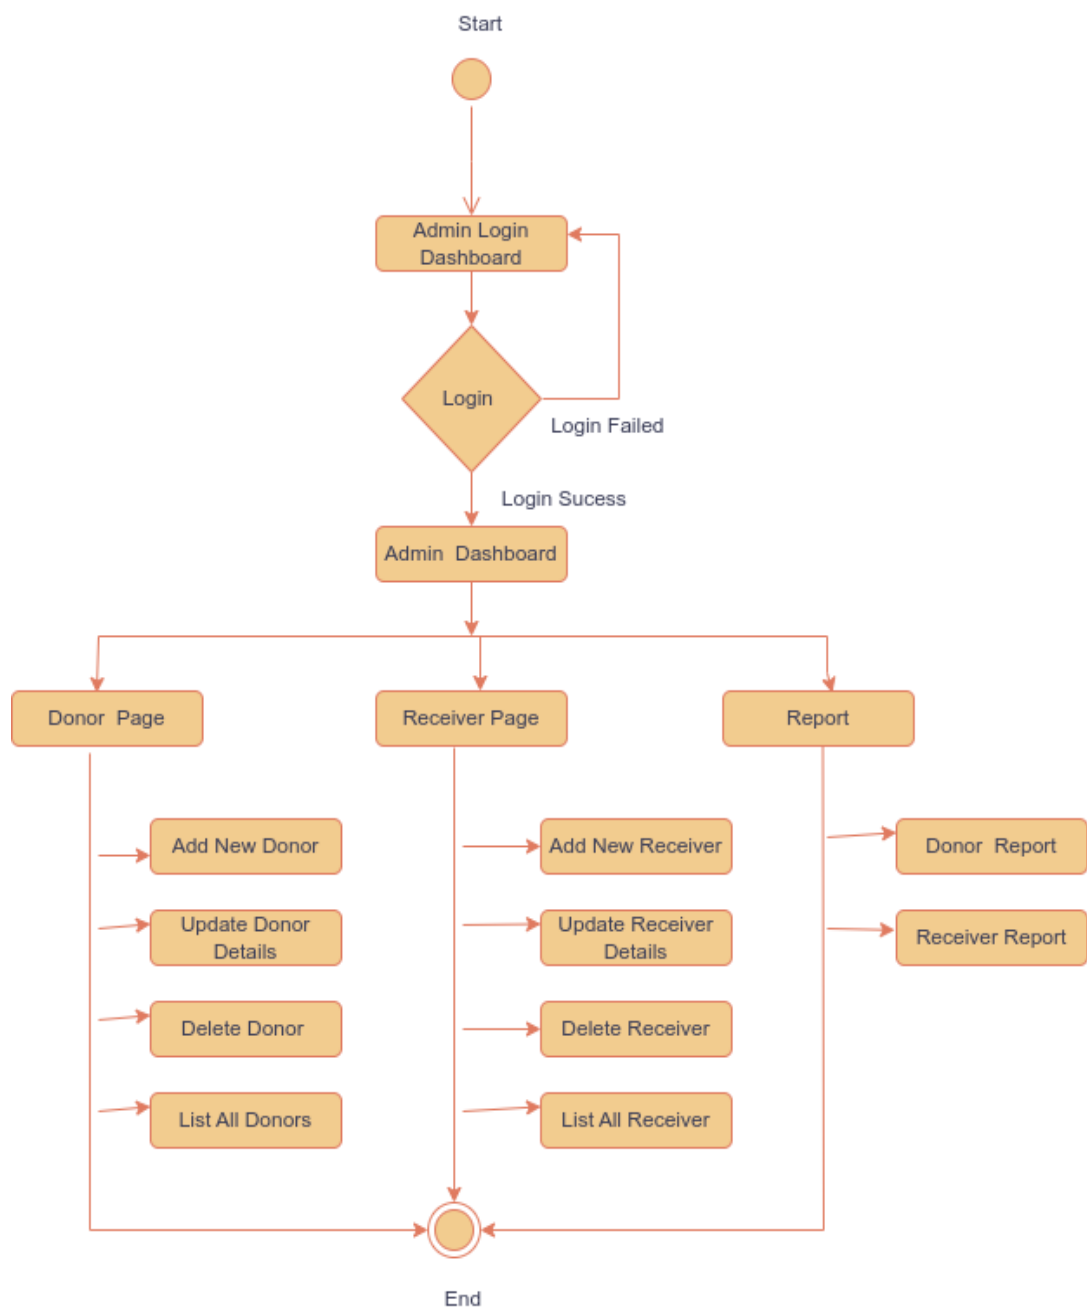 Start
Admin Login
Dashboard
Login
Login Failed
Login Sucess
Admin  Dashboard
Donor  Page
Receiver Page
Report
Add New Donor
Add New Receiver
Donor  Report
Update Donor
Details
Update Receiver
Details
Receiver Report
Delete Donor
Delete Receiver
List All Donors
List All Receiver
End